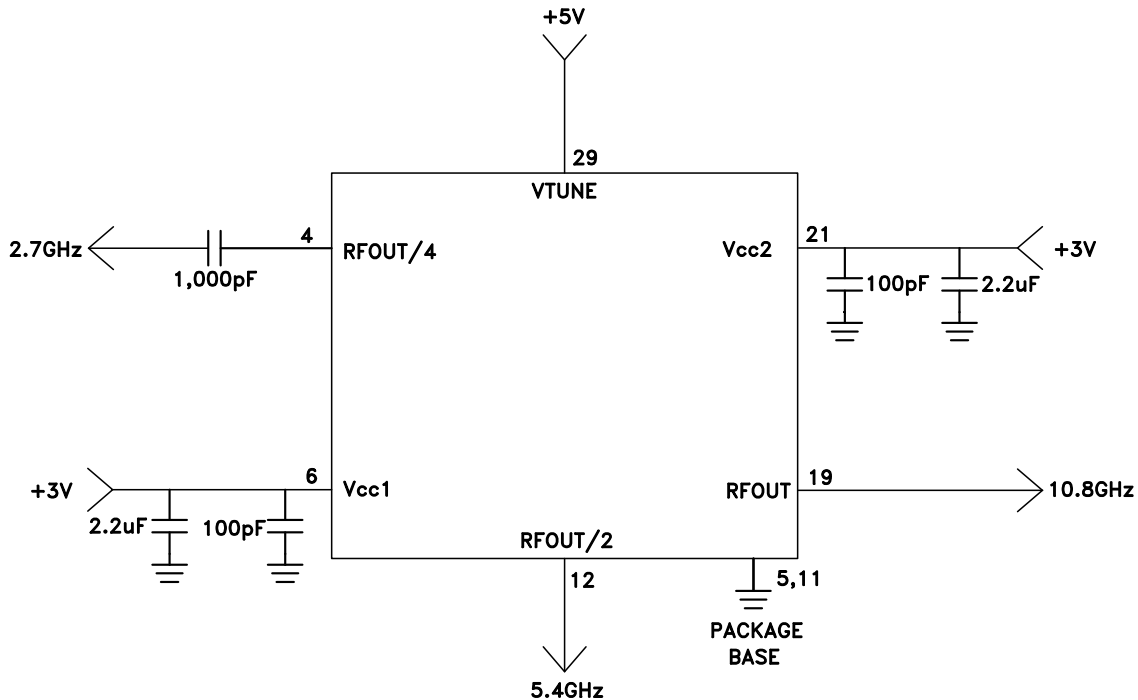 +5V
29
VTUNE
2.7GHz
4
RFOUT/4
1,000pF
Vcc2
21
+3V
100pF
2.2uF
+3V
6
Vcc1
2.2uF
100pF
RFOUT
19
10.8GHz
RFOUT/2
12
5,11
PACKAGE
BASE
5.4GHz